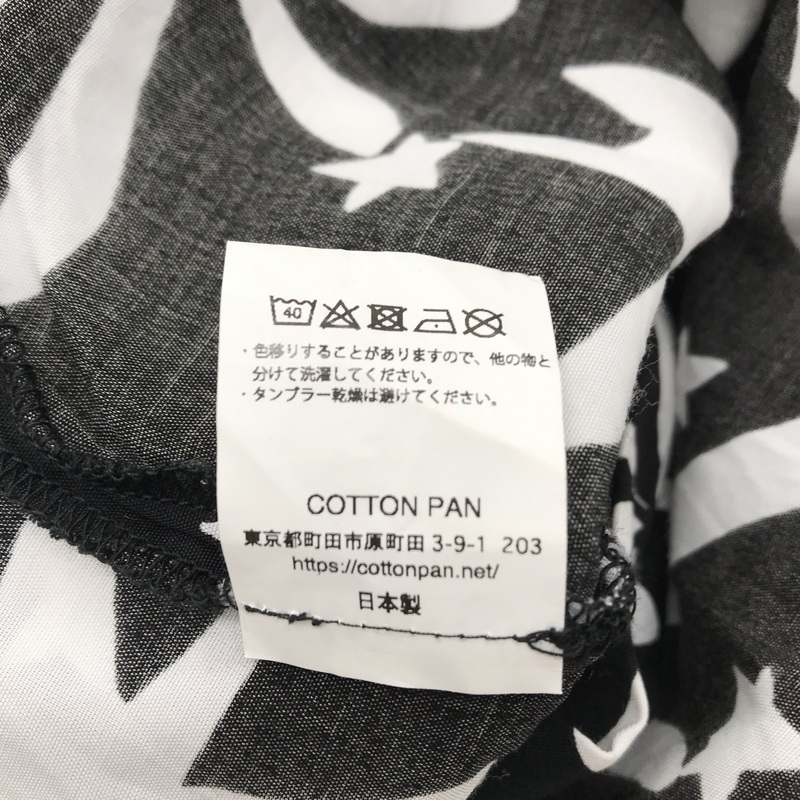 40
・色移りすることがありますので、他の物と
分けて洗濯してください。
・タンブラー乾燥は避けてください。
COTTON PAN
東京都町田市原町田 3-9-1 203
https://cottonpan.net/
日本製